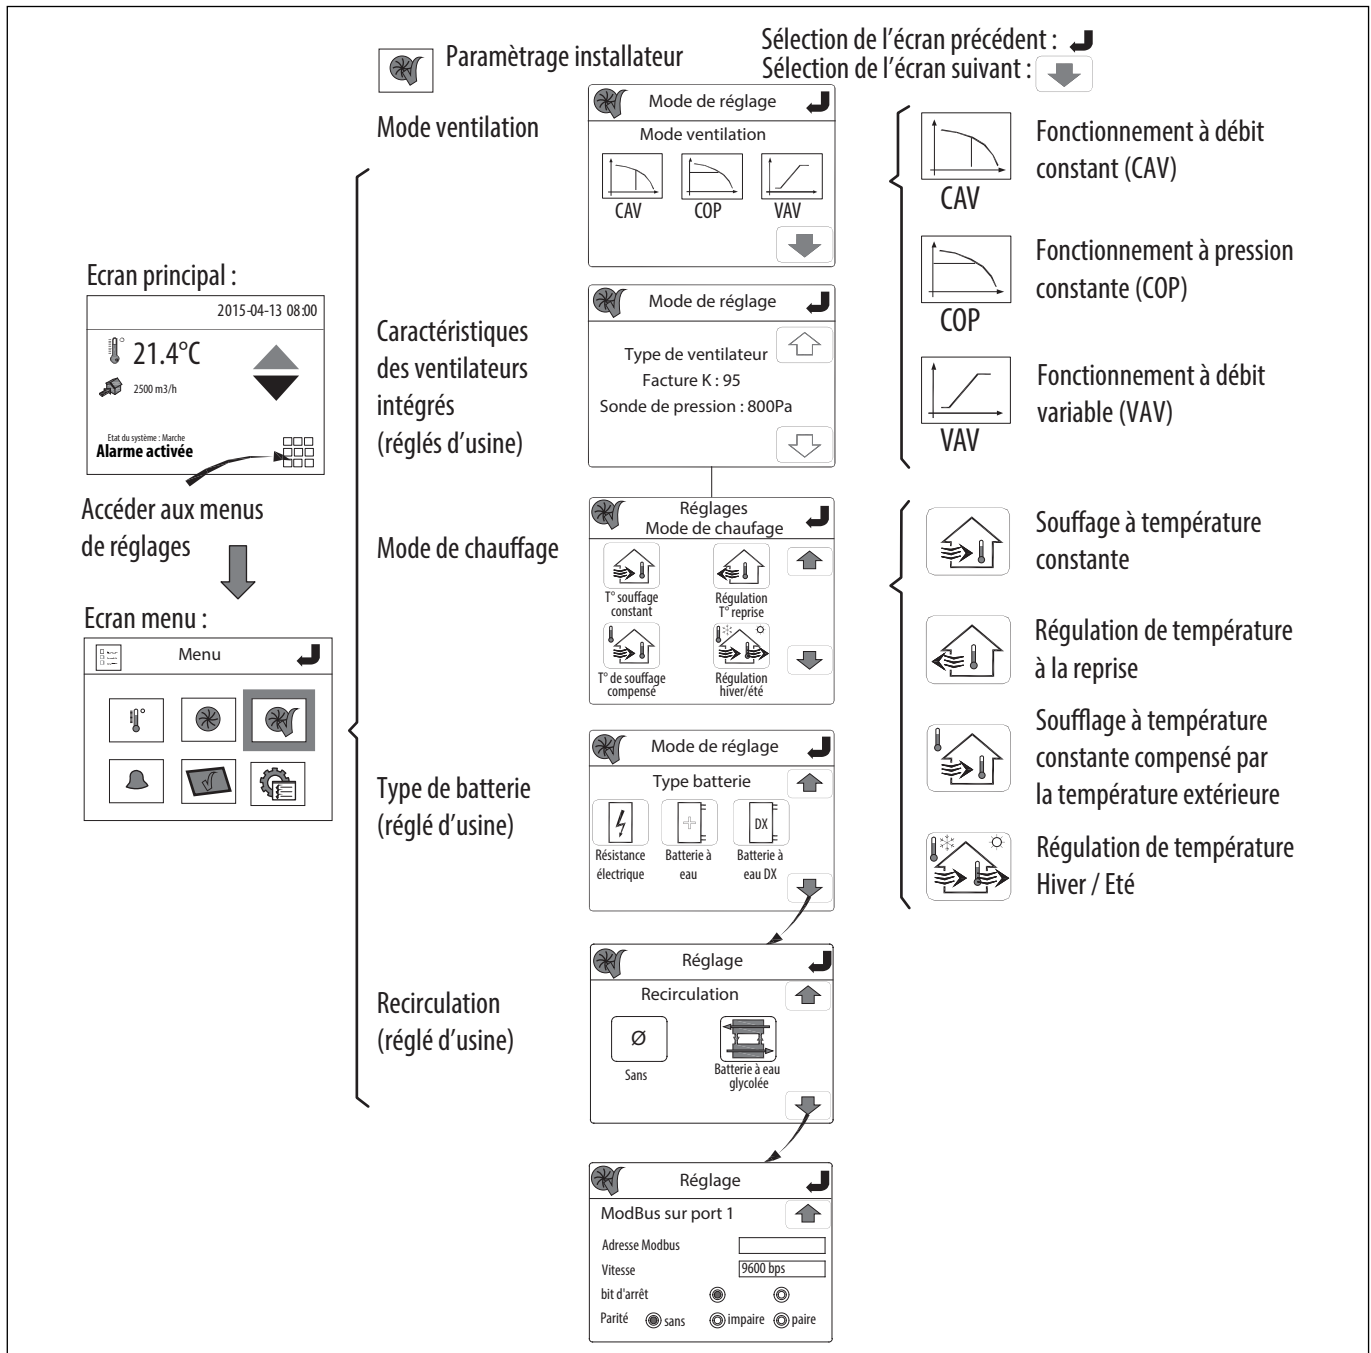 Paramètrage installateur
Sélection de l'écran précédent :
Sélection de l'écran suivant :
Mode ventilation
Mode de réglage
Mode ventilation
CAV
COP
VAV
CAV
Fonctionnement à débit
constant (CAV)
COP
Fonctionnement à pression
constante (COP)
VAV
Fonctionnement à débit
variable (VAV)
Ecran principal :
2015-04-13 08:00
21.4°C
2500 m3/h
Etat du système : Marche
Alarme activée
Accéder aux menus
de réglages
Ecran menu :
Menu
Caractéristiques
des ventilateurs
intégrés
(réglés d'usine)
Mode de réglage
Type de ventilateur
Facture K : 95
Sonde de pression : 800Pa
Mode de chauffage
Réglages
Mode de chaufage
T° souffage
constant
Régulation
T° reprise
T° de souffage
compensé
Régulation
hiver/été
Souffage à température
constante
Régulation de température
à la reprise
Soufflage à température
constante compensé par
la température extérieure
Régulation de température
Hiver / Eté
Type de batterie
(réglé d'usine)
Mode de réglage
Type batterie
DX
Résistance
électrique
Batterie à
eau
Batterie à
eau DX
Recirculation
(réglé d'usine)
Réglage
Recirculation
Ø
Sans
Batterie à eau
glycolée
Réglage
ModBus sur port 1
Adresse Modbus
Vitesse
9600 bps
bit d'arrêt
Parité
sans
impaire
paire